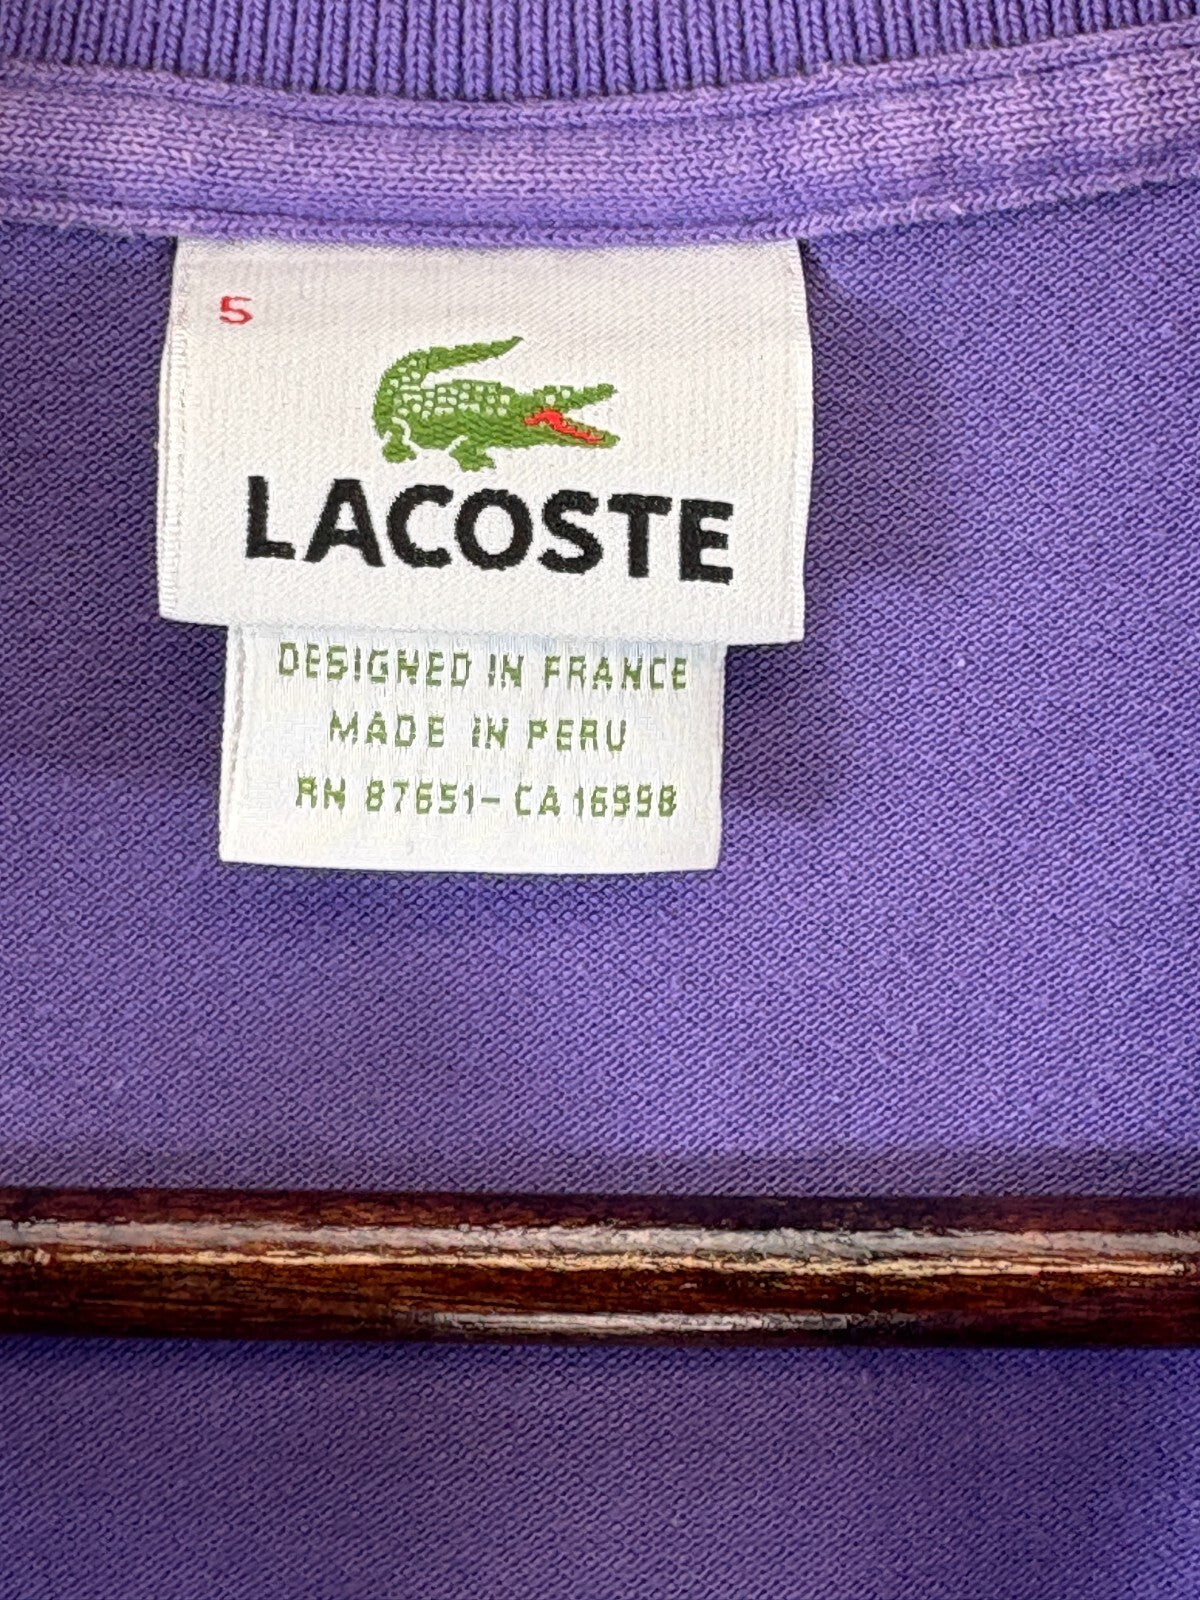 5
LACOSTE
DESIGNED IN FRANCE
MADE IN PERU
RN 87651-CA 16998